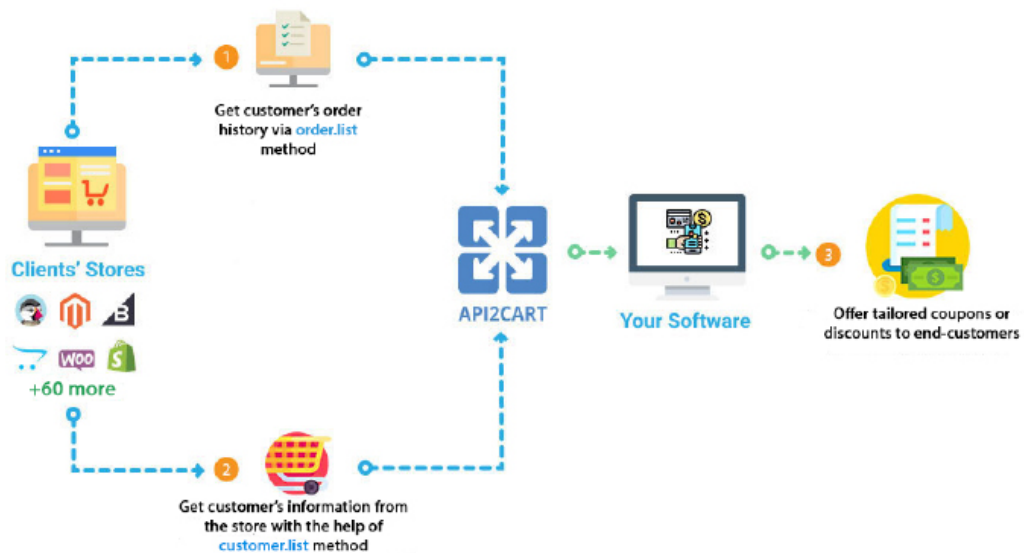 1
Get customer's order
history via order.list
method
Clients' Stores
B
WOO
S
+60 more
API2CART
Your Software
3
Offer tailored coupons or
discounts to end-customers
2
Get customer's information from
the store with the help of
customer.list method